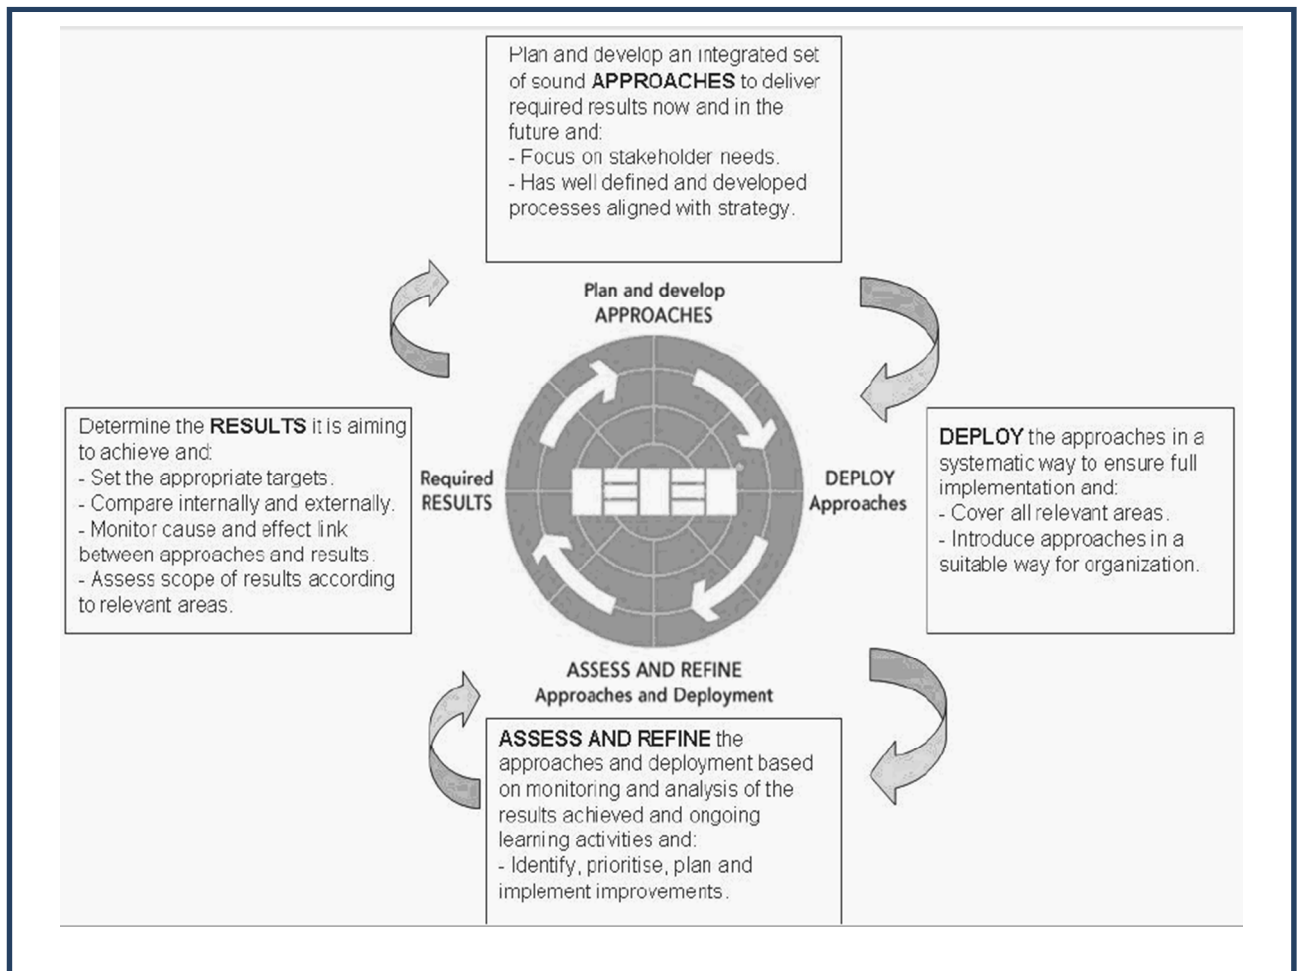 Plan and develop an integrated set
of sound APPROACHES to deliver
required results now and in the
future and:
- Focus on stakeholder needs.
- Has well defined and developed
processes aligned with strategy.
Plan and develop
APPROACHES
Determine the RESULTS it is aiming
to achieve and:
- Set the appropriate targets.
- Compare internally and externally.
- Monitor cause and effect link
between approaches and results.
- Assess scope of results according
to relevant areas.
Required
RESULTS
DEPLOY
Approaches
DEPLOY the approaches in a
systematic way to ensure full
implementation and:
- Cover all relevant areas.
- Introduce approaches in a
suitable way for organization.
ASSESS AND REFINE
Approaches and Deployment
ASSESS AND REFINE the
approaches and deployment based
on monitoring and analysis of the
results achieved and ongoing
learning activities and:
- Identify, prioritise, plan and
implement improvements.